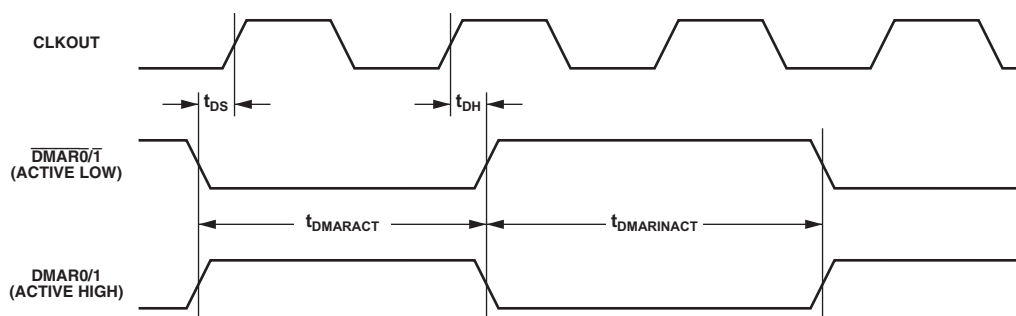 CLKOUT
tDS
tDH
DMAR0/1
(ACTIVE LOW)
tDMARACT
tDMARINACT
DMAR0/1
(ACTIVE HIGH)